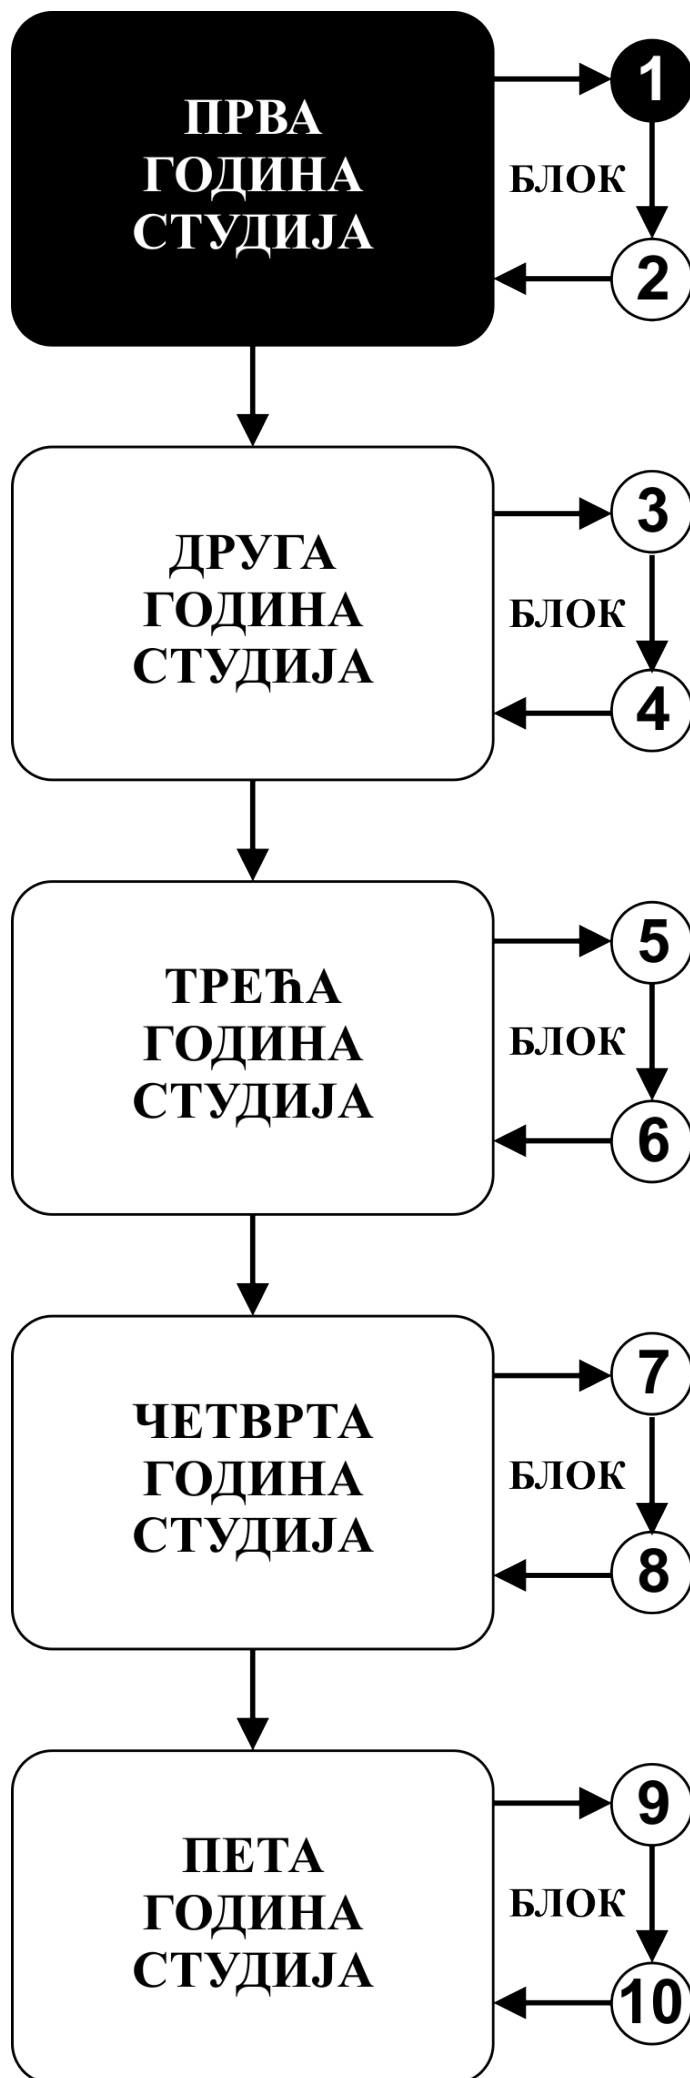 ПРВА
ГОДИНА
СТУДИЈА
1
БЛОК
2
ДРУГА
ГОДИНА
СТУДИЈА
3
БЛОК
4
ТРЕЋА
ГОДИНА
СТУДИЈА
5
БЛОК
6
ЧЕТВРТА
ГОДИНА
СТУДИЈА
7
БЛОК
8
ПЕТА
ГОДИНА
СТУДИЈА
9
БЛОК
10